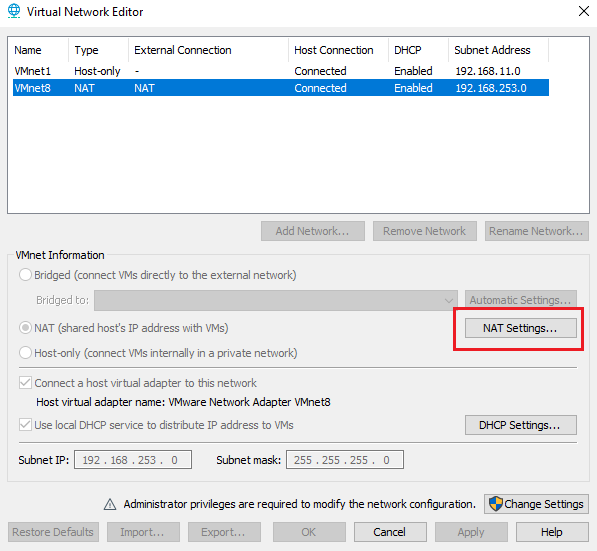 Virtual Network Editor
Name Type External Connection Host Connection DHCP Subnet Address
VMnet1 Host-only - Connected Enabled 192.168.11.0
VMnet8 NAT NAT Connected Enabled 192.168.253.0
Add Network... Remove Network Rename Network...
VMnet Information
Bridged (connect VMs directly to the external network)
Bridged to: Automatic Settings...
NAT (shared host's IP address with VMs) NAT Settings...
Host-only (connect VMs internally in a private network)
Connect a host virtual adapter to this network
Host virtual adapter name: VMware Network Adapter VMnet8
Use local DHCP service to distribute IP address to VMs DHCP Settings...
Subnet IP: 192 . 168 . 253 . 0 Subnet mask: 255 . 255 . 255 . 0
Administrator privileges are required to modify the network configuration. Change Settings
Restore Defaults Import... Export... OK Cancel Apply Help